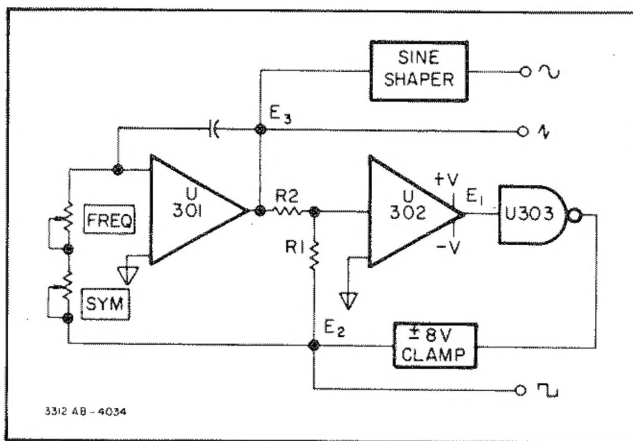 SINE
SHAPER
E3
U
301
R2
U
302
+V
-V
E1
U303
FREQ
R1
SYM
E2
± 8V
CLAMP
3312 AB-4034